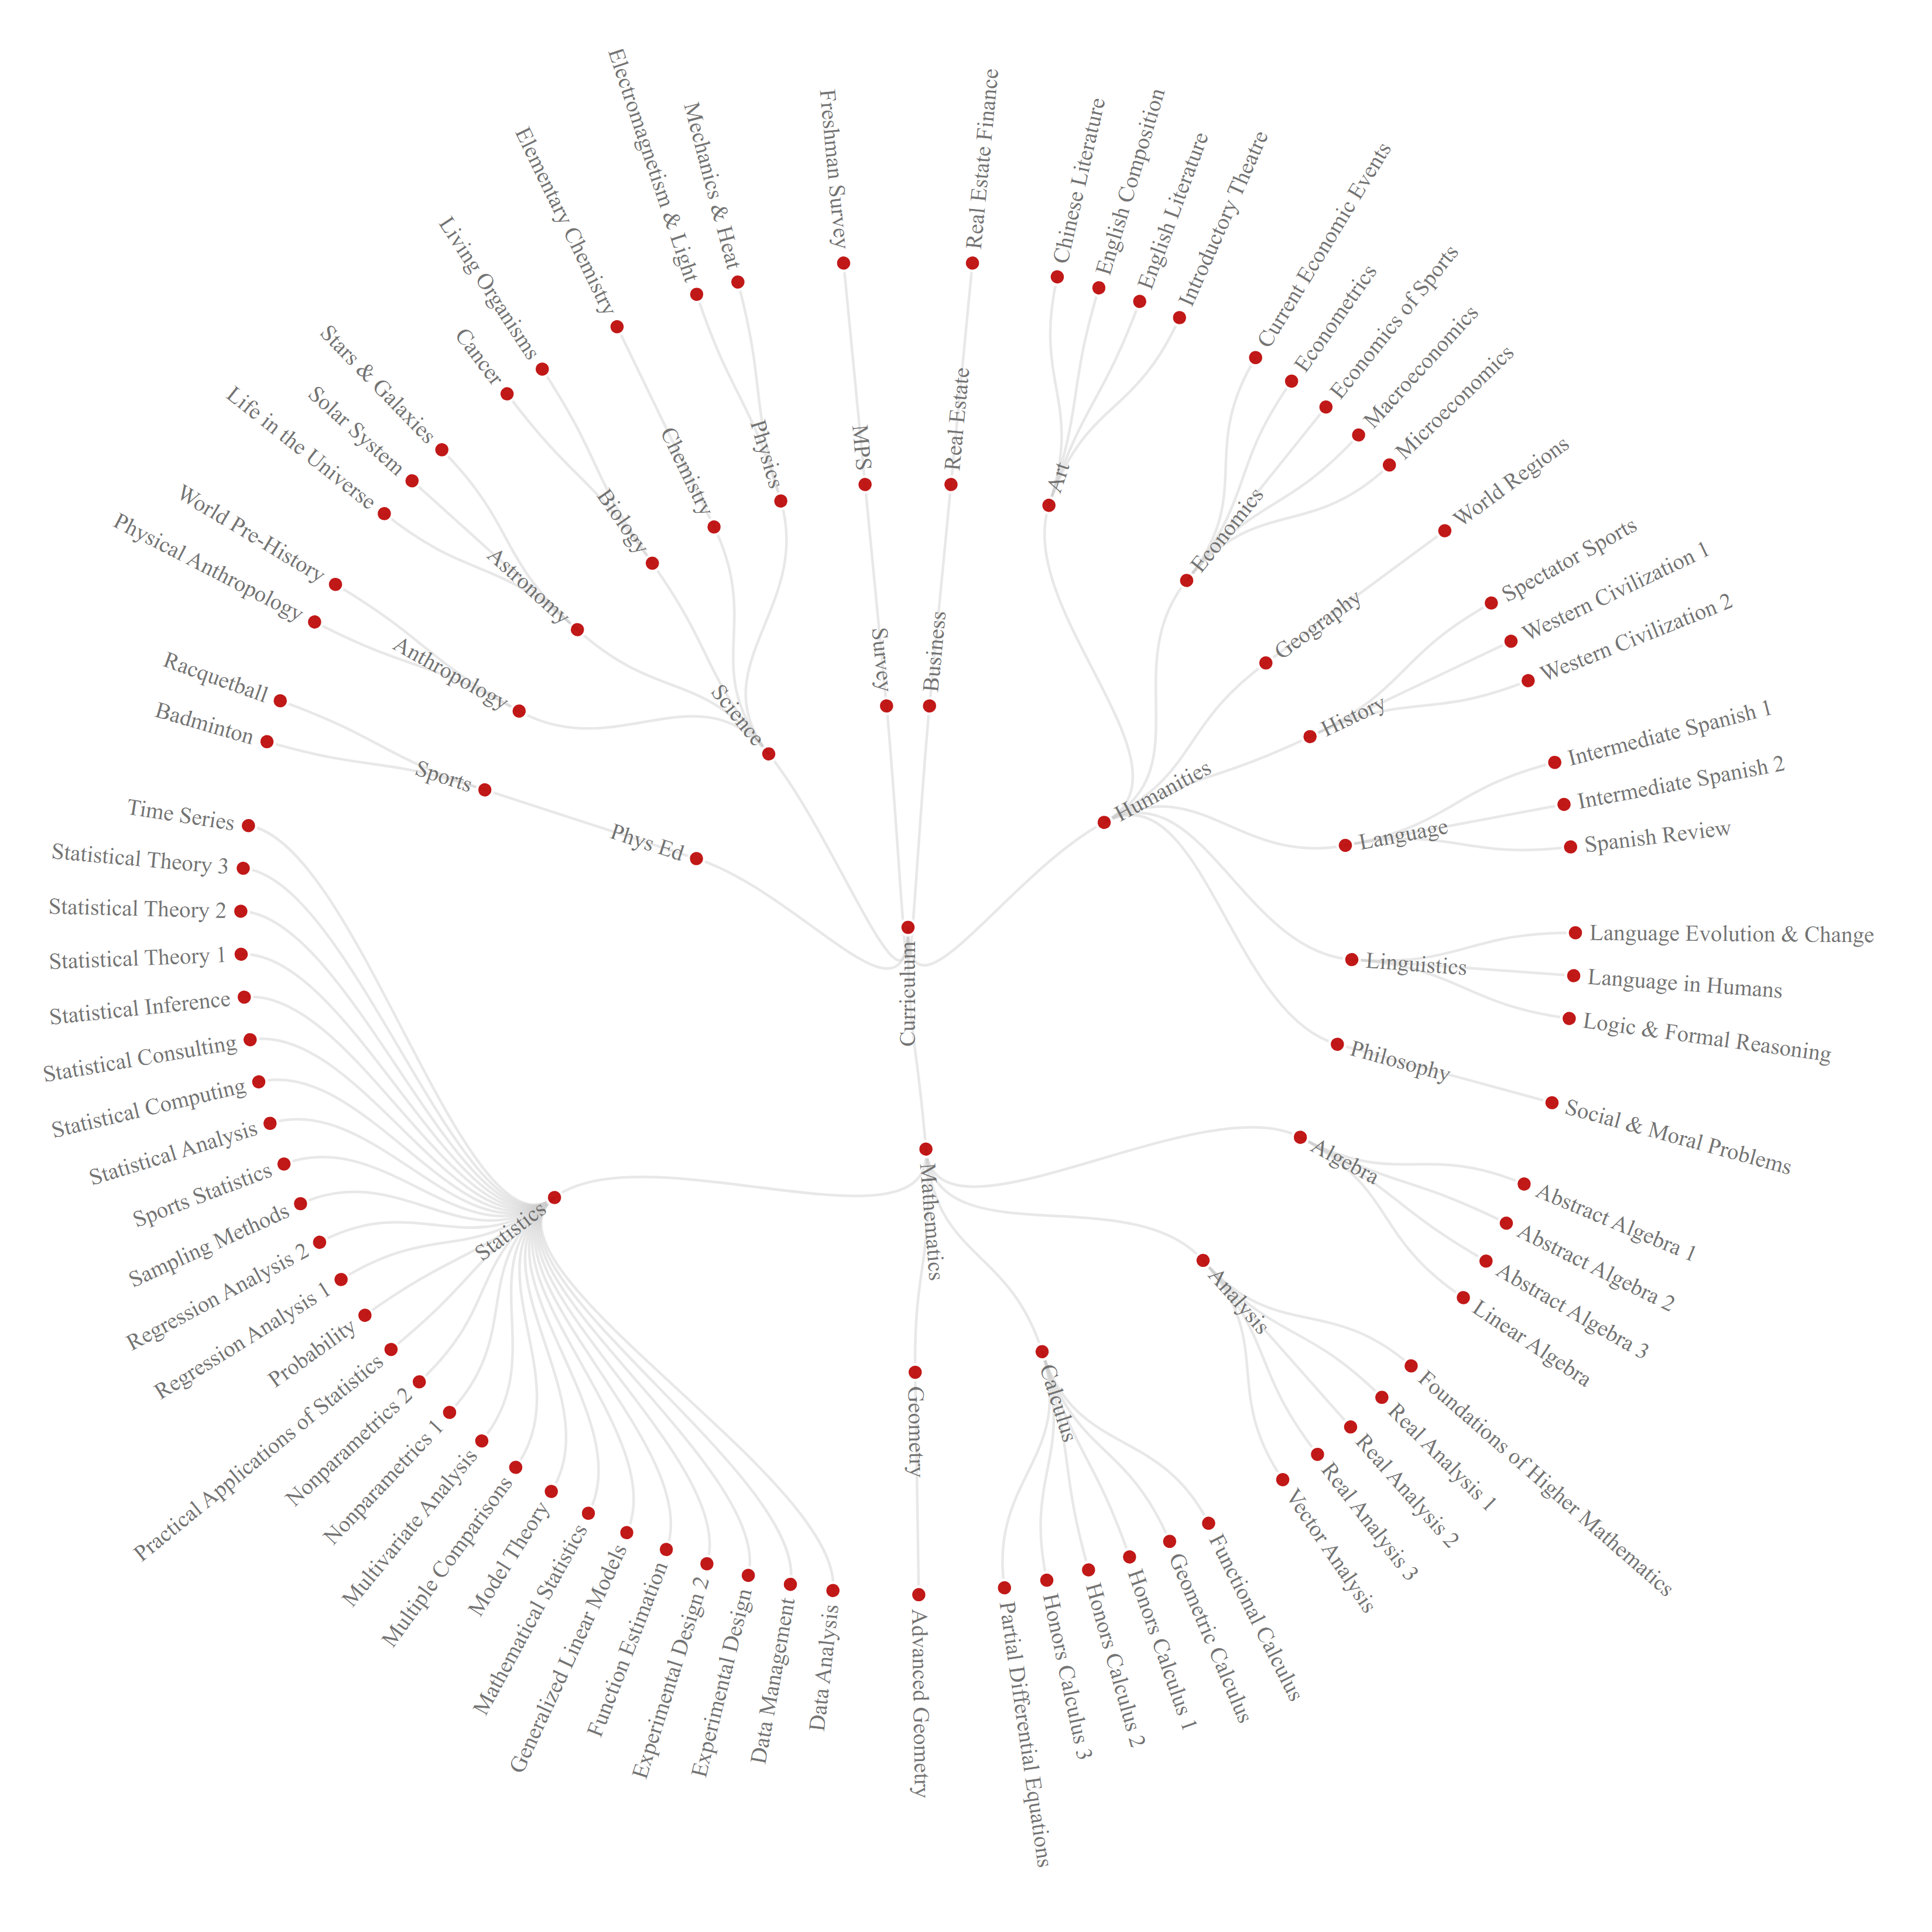 Curriculum
Business
Real Estate
Real Estate Finance
Humanities
Art
Chinese Literature
English Composition
English Literature
Introductory Theatre
Economics
Current Economic Events
Econometrics
Economics of Sports
Macroeconomics
Microeconomics
Geography
World Regions
History
Spectator Sports
Western Civilization 1
Western Civilization 2
Language
Intermediate Spanish 1
Intermediate Spanish 2
Spanish Review
Linguistics
Language Evolution & Change
Language in Humans
Logic & Formal Reasoning
Philosophy
Social & Moral Problems
Mathematics
Algebra
Abstract Algebra 1
Abstract Algebra 2
Abstract Algebra 3
Linear Algebra
Analysis
Foundations of Higher Mathematics
Real Analysis 1
Real Analysis 2
Real Analysis 3
Vector Analysis
Calculus
Functional Calculus
Geometric Calculus
Honors Calculus 1
Honors Calculus 2
Honors Calculus 3
Partial Differential Equations
Geometry
Advanced Geometry
Statistics
Data Analysis
Data Management
Experimental Design
Experimental Design 2
Function Estimation
Generalized Linear Models
Mathematical Statistics
Model Theory
Multiple Comparisons
Multivariate Analysis
Nonparametrics 1
Nonparametrics 2
Practical Applications of Statistics
Probability
Regression Analysis 1
Regression Analysis 2
Sampling Methods
Sports Statistics
Statistical Analysis
Statistical Computing
Statistical Consulting
Statistical Inference
Statistical Theory 1
Statistical Theory 2
Statistical Theory 3
Time Series
Phys Ed
Sports
Badminton
Racquetball
Science
Anthropology
Physical Anthropology
World Pre-History
Astronomy
Life in the Universe
Solar System
Stars & Galaxies
Biology
Cancer
Living Organisms
Chemistry
Elementary Chemistry
Physics
Electromagnetism & Light
Mechanics & Heat
Survey
MPS
Freshman Survey